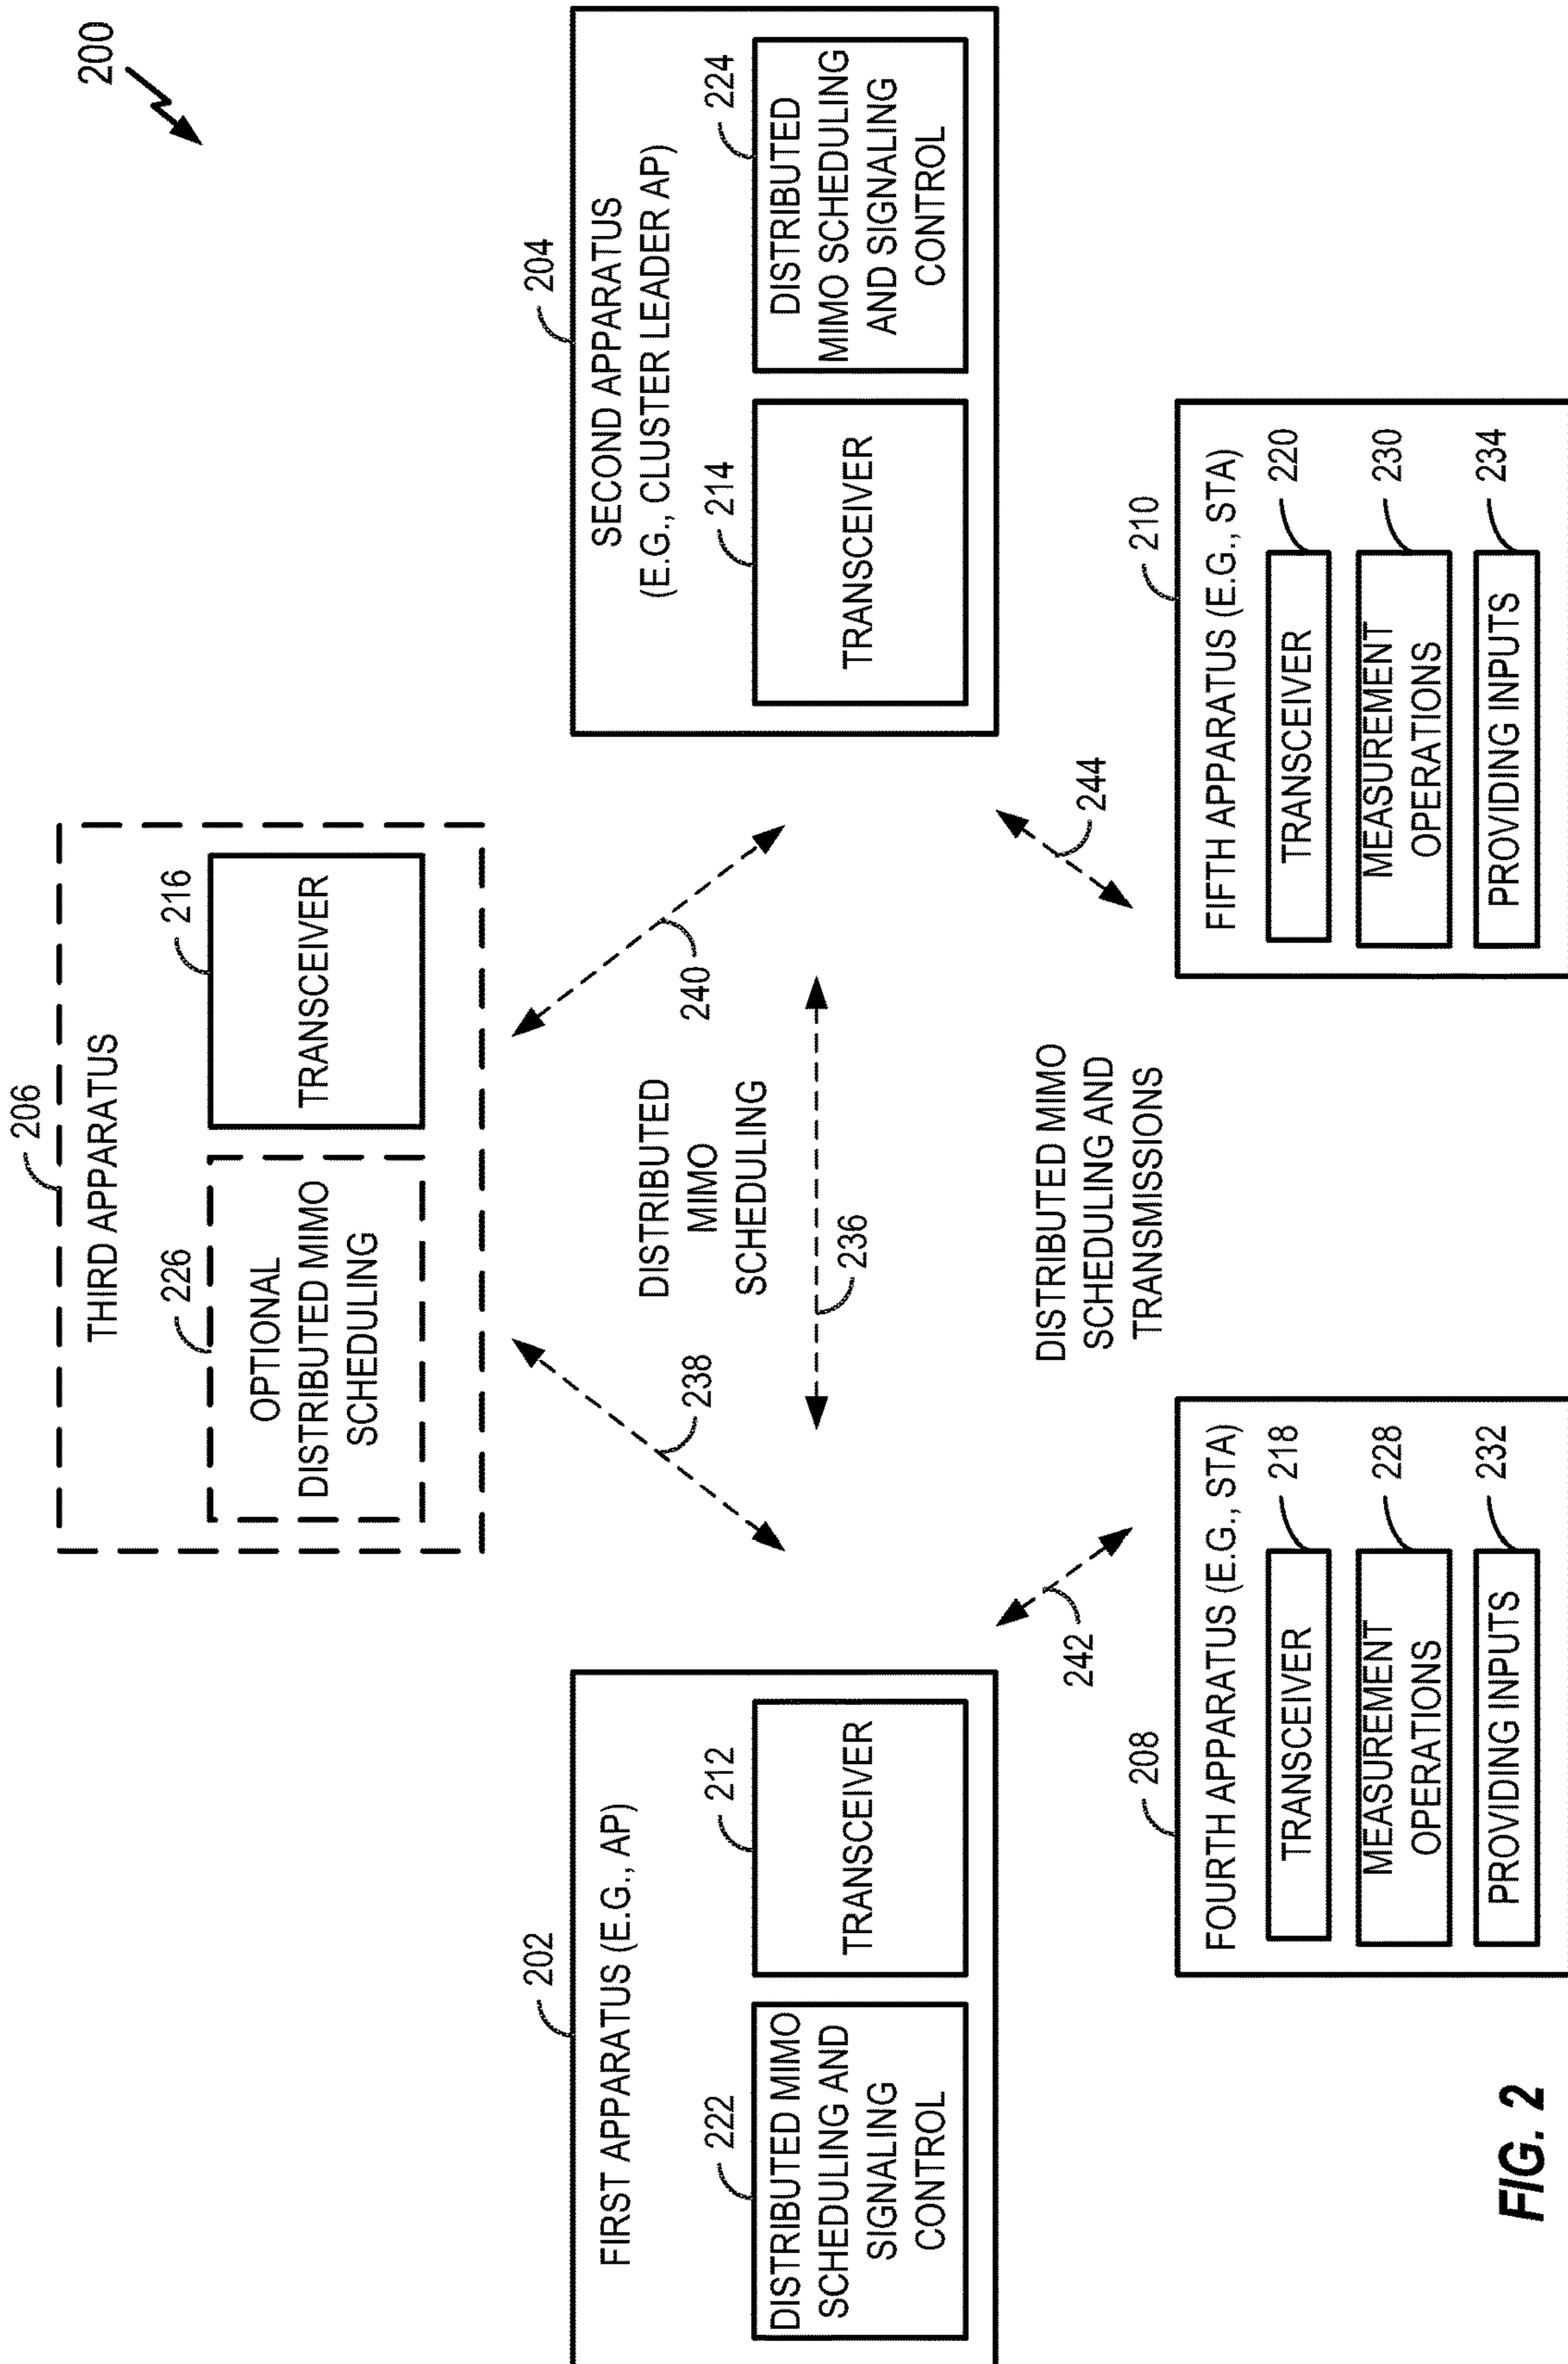 200
206
THIRD APPARATUS
226
216
OPTIONAL
DISTRIBUTED MIMO
SCHEDULING
TRANSCEIVER
202
FIRST APPARATUS (E.G., AP)
222
212
DISTRIBUTED MIMO
SCHEDULING AND
SIGNALING
CONTROL
TRANSCEIVER
238
240
DISTRIBUTED
MIMO
SCHEDULING
236
204
SECOND APPARATUS
(E.G., CLUSTER LEADER AP)
214
224
TRANSCEIVER
DISTRIBUTED
MIMO SCHEDULING
AND SIGNALING
CONTROL
242
244
DISTRIBUTED MIMO
SCHEDULING AND
TRANSMISSIONS
208
FOURTH APPARATUS (E.G., STA)
TRANSCEIVER
218
MEASUREMENT
OPERATIONS
228
PROVIDING INPUTS
232
210
FIFTH APPARATUS (E.G., STA)
TRANSCEIVER
220
MEASUREMENT
OPERATIONS
230
PROVIDING INPUTS
234
FIG. 2